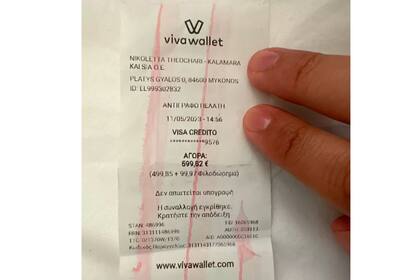 vivawallet
NIKOLETTA THEOCHARI - KALAMARA
KAI SIA O.E.
PLATYS GYALOS 0, 84600 MYKONOS
ΑΝΤΙΓΡΑΦΟ ΠΕΛΑΤΗ
11/05/2023 - 14:56
VISA CREDITO
************9576
ΑΓΟΡΑ:
599,82 €
(499,85 + 99,97 Φιλοδώρημα)
Δεν απαιτείται υπογραφή
Η συναλλαγή εγκρίθηκε.
Κρατήστε την απόδειξη
STAN: 486996
www.vivawallet.com